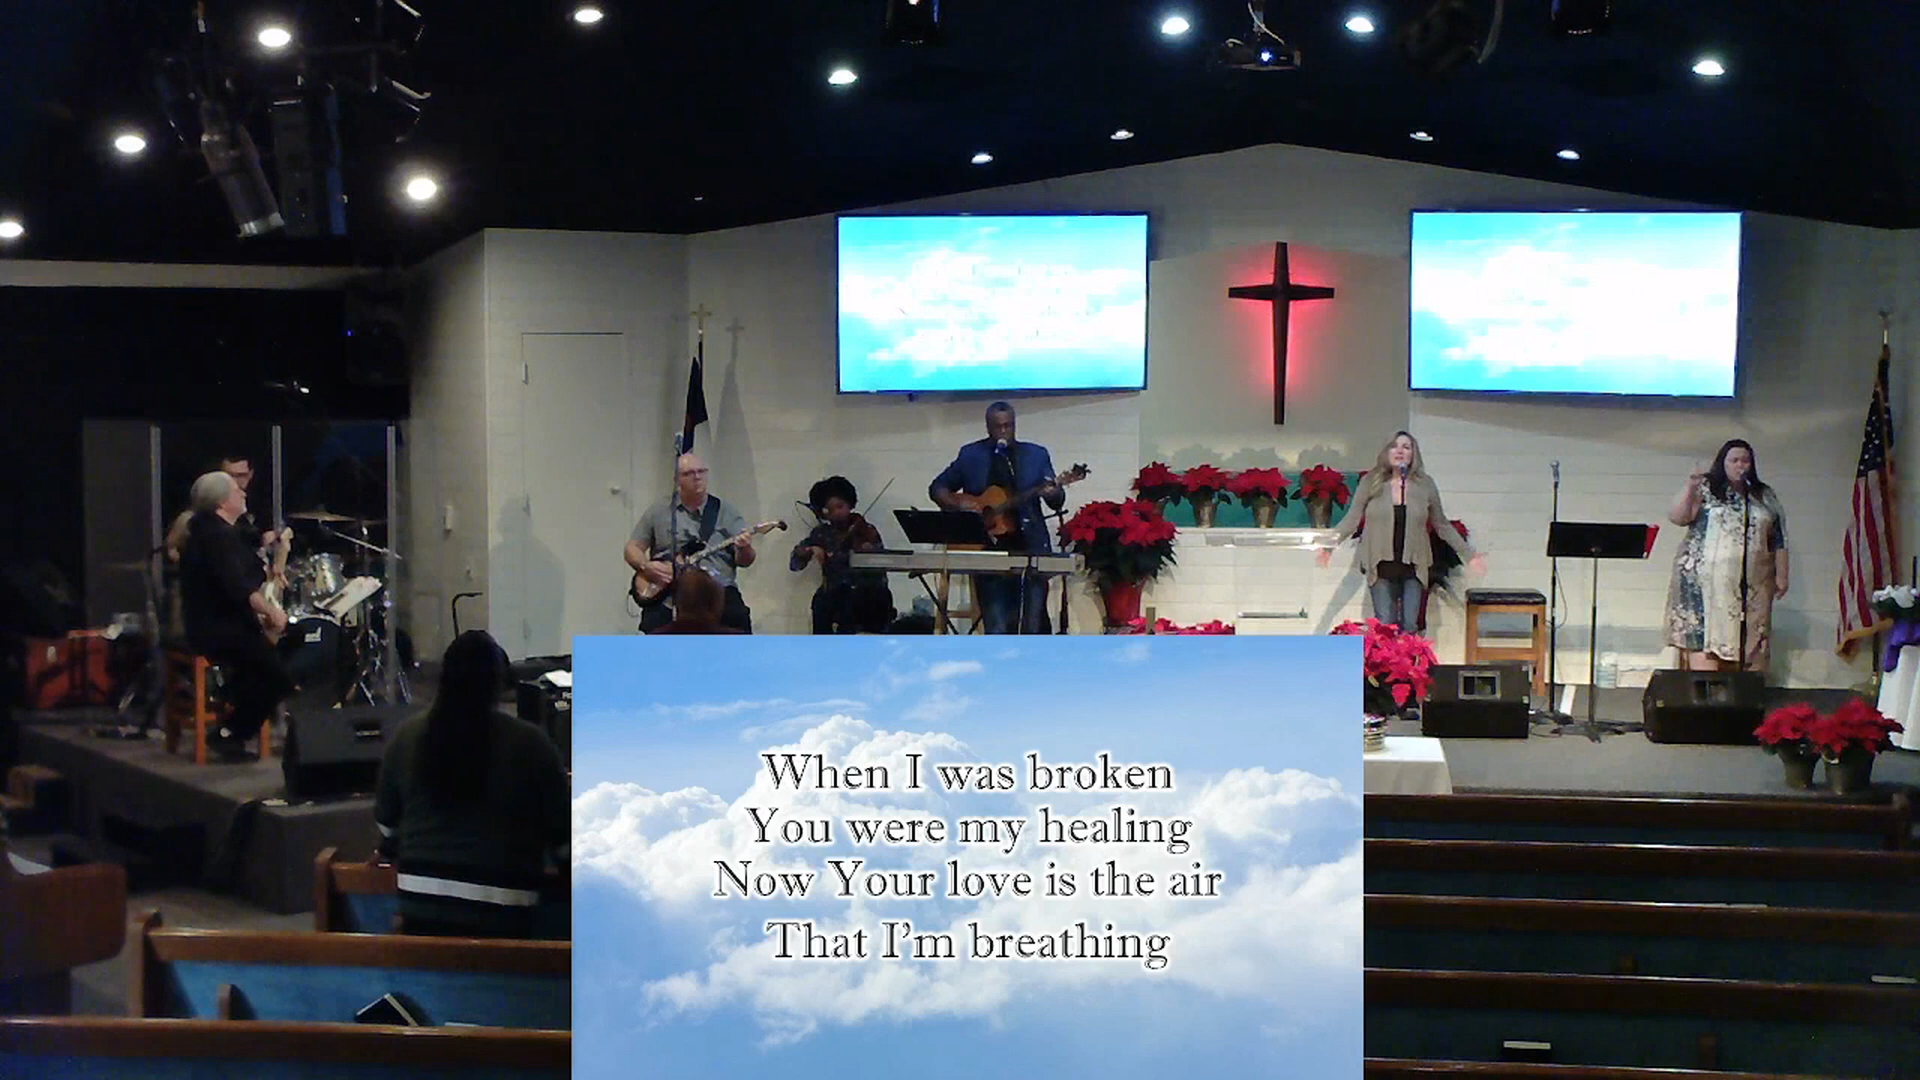 When I was broken
You were my healing
Now Your love is the air
That I'm breathing